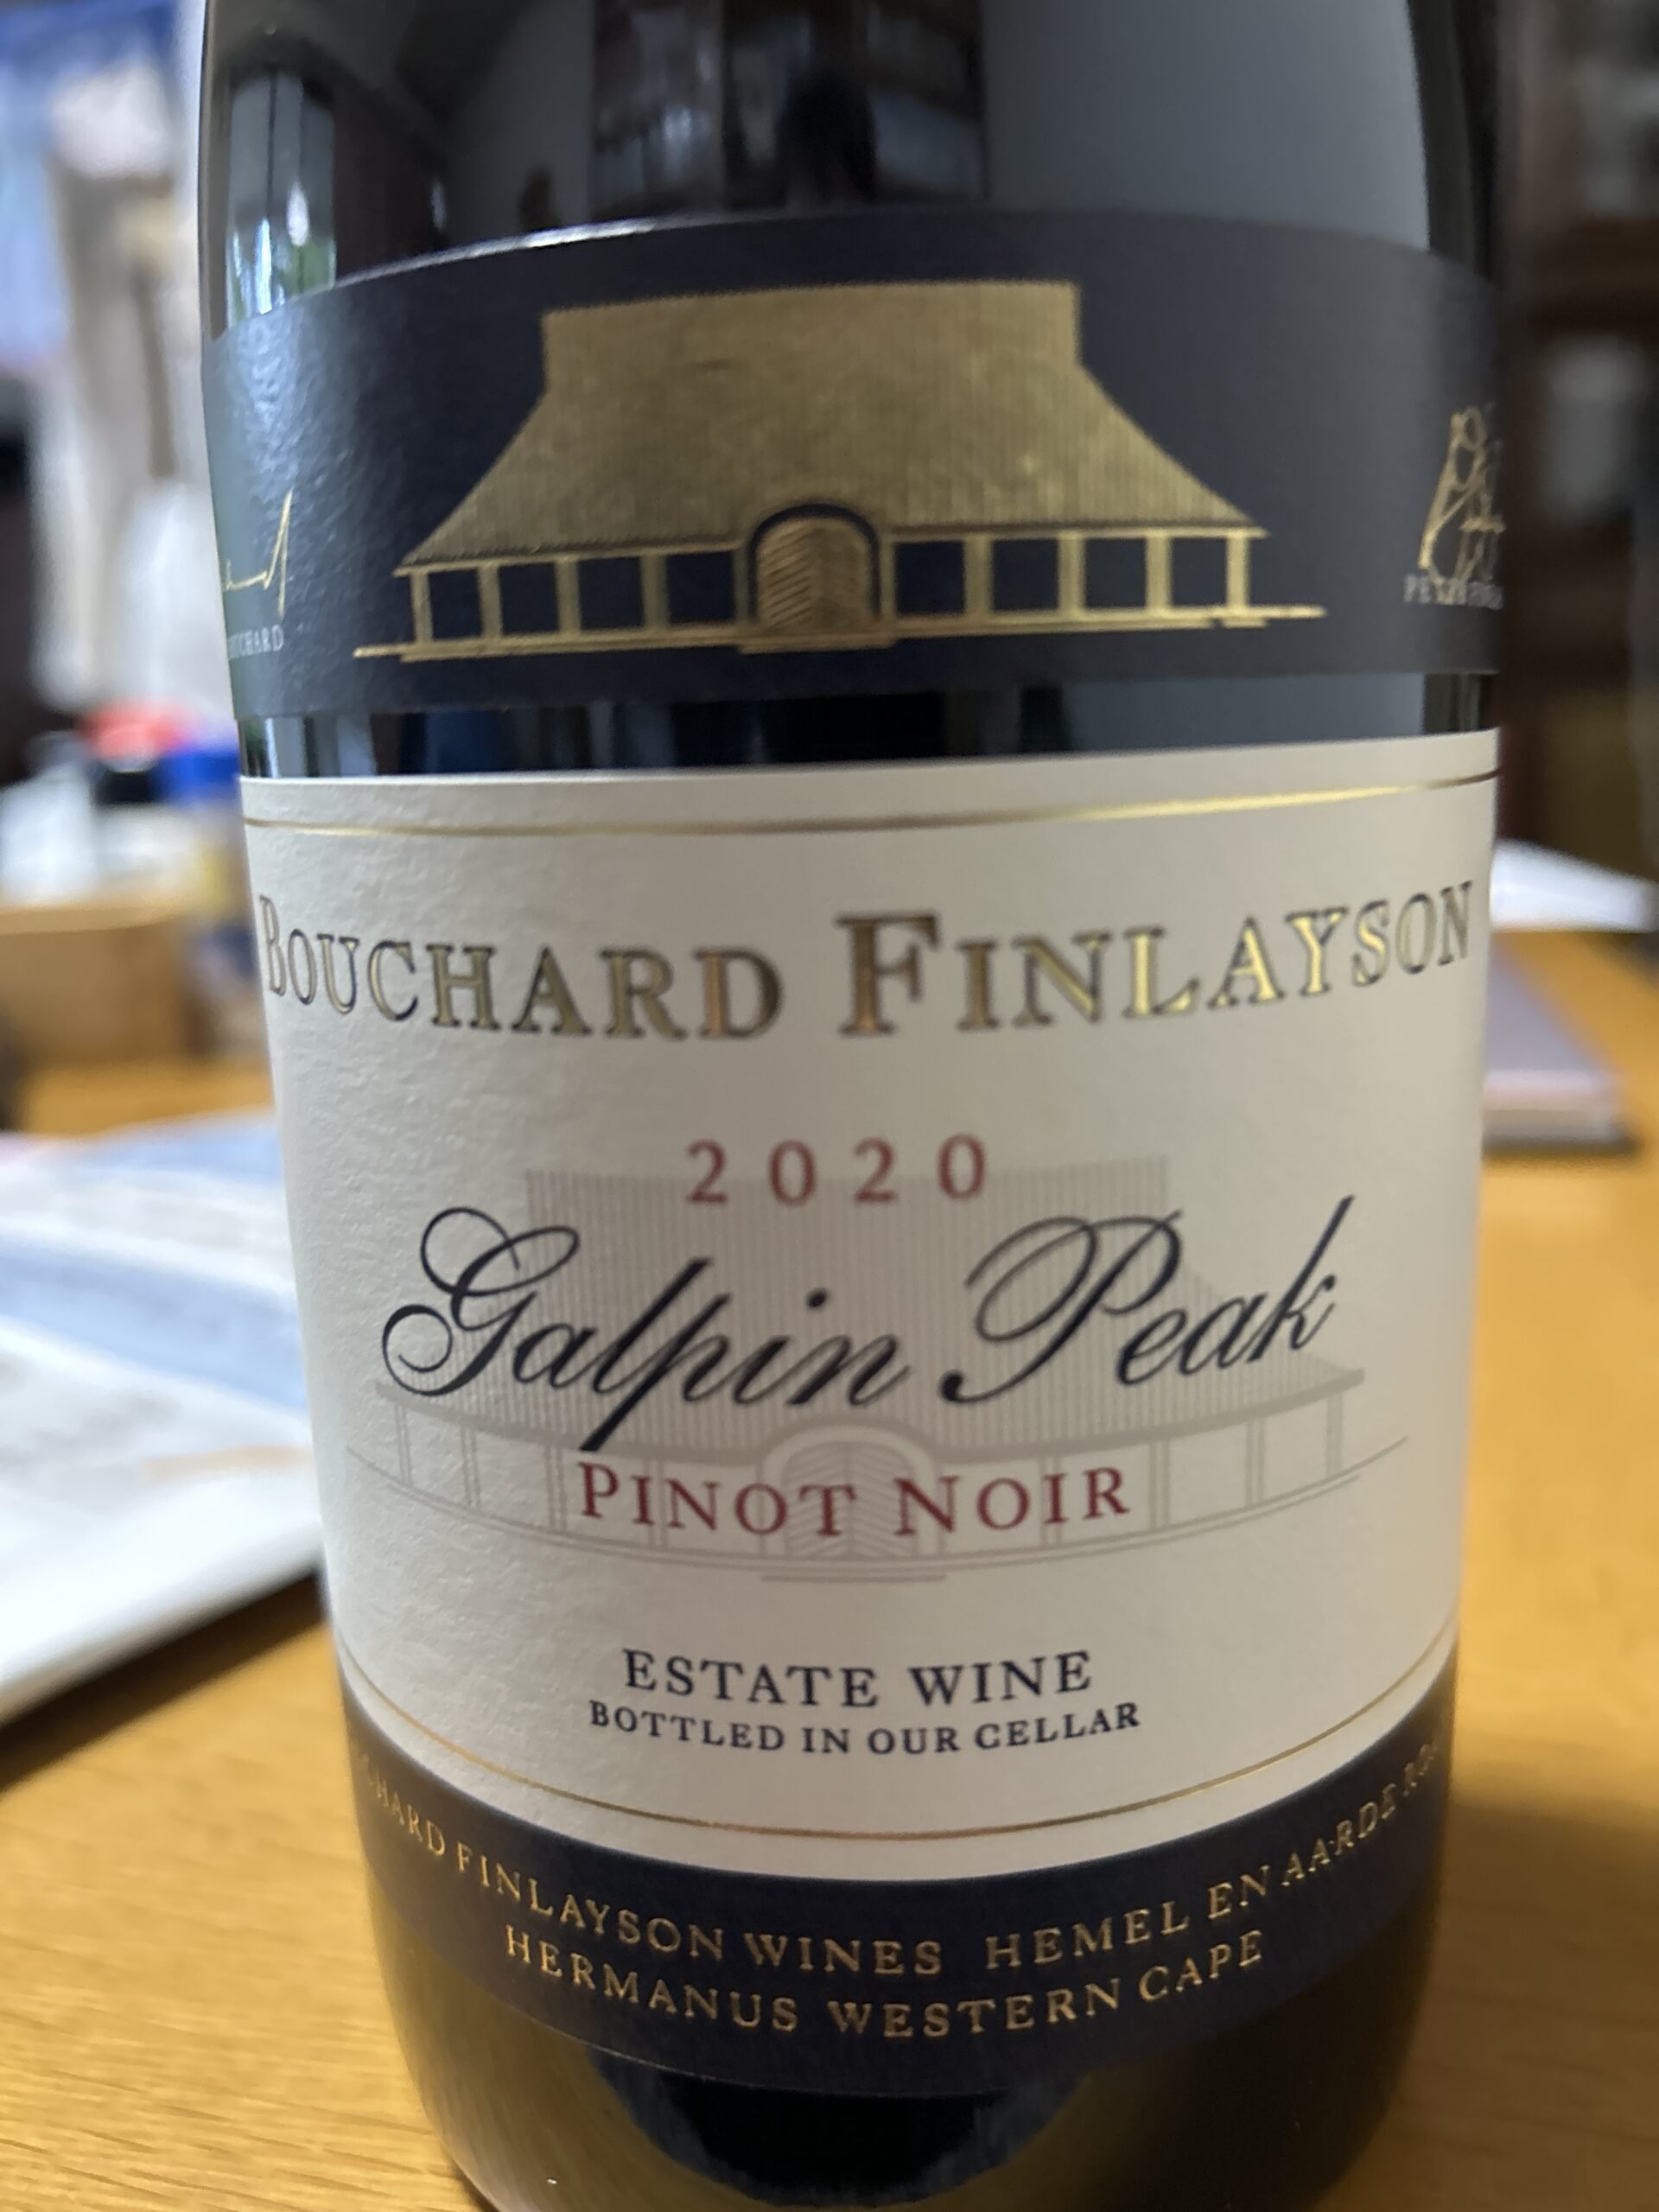 BOUCHARD FINLAYSON
2020
Galpin Peak
PINOT NOIR
ESTATE WINE
BOTTLED IN OUR CELLAR
FINLAYSON WINES HEMEL EN AARDE
HERMANUS WESTERN CAPE